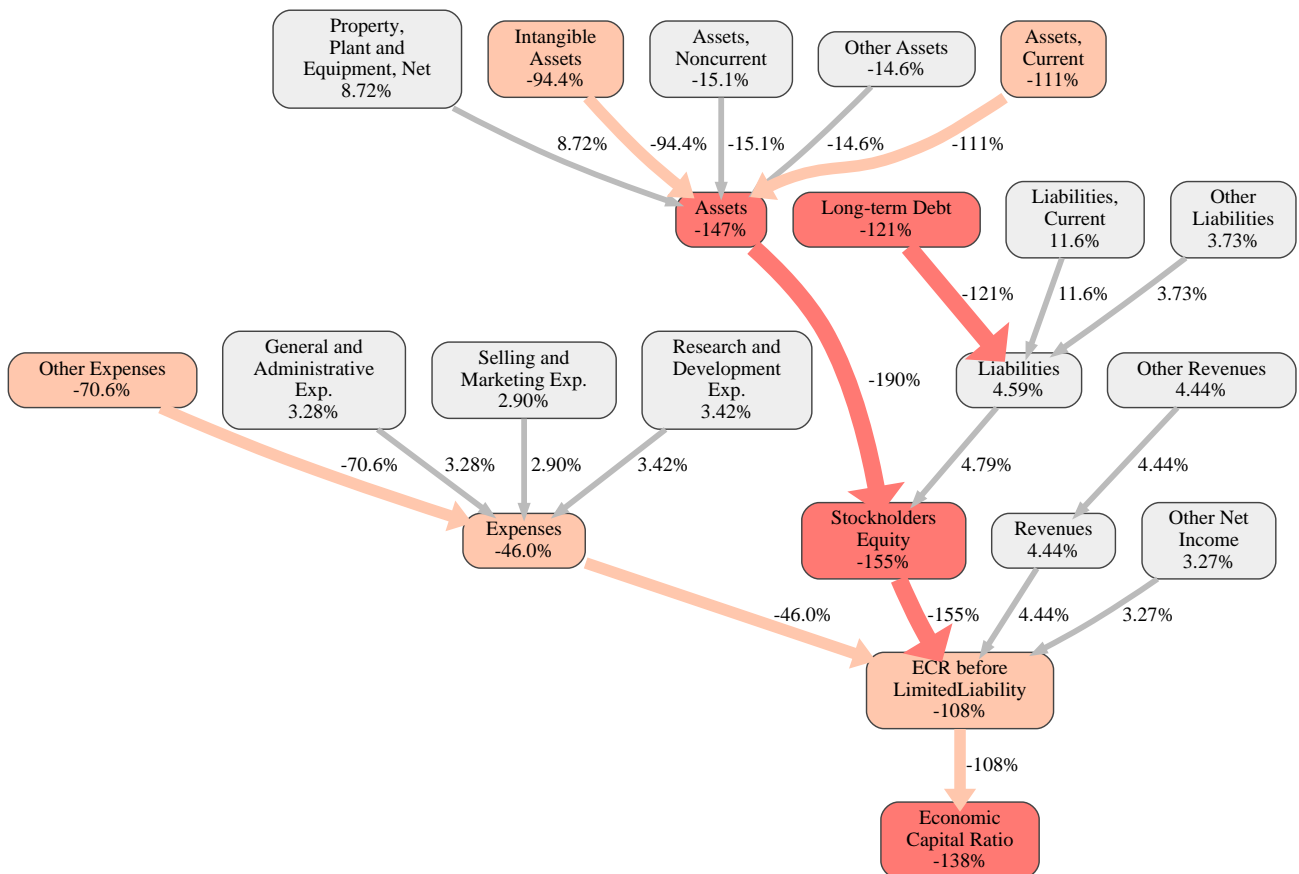 Property,
Plant and
Equipment, Net
8.72%
Intangible
Assets
-94.4%
Assets,
Noncurrent
-15.1%
Other Assets
-14.6%
Assets,
Current
-111%
8.72%
-94.4%
-15.1%
-14.6%
-111%
Assets
-147%
Long-term Debt
-121%
Liabilities,
Current
11.6%
Other
Liabilities
3.73%
-121%
11.6%
3.73%
Other Expenses
-70.6%
General and
Administrative
Exp.
3.28%
Selling and
Marketing Exp.
2.90%
Research and
Development
Exp.
3.42%
-190%
Liabilities
4.59%
Other Revenues
4.44%
-70.6%
3.28%
2.90%
3.42%
4.79%
4.44%
Expenses
-46.0%
Stockholders
Equity
-155%
Revenues
4.44%
Other Net
Income
3.27%
-46.0%
-155%
4.44%
3.27%
ECR before
LimitedLiability
-108%
-108%
Economic
Capital Ratio
-138%